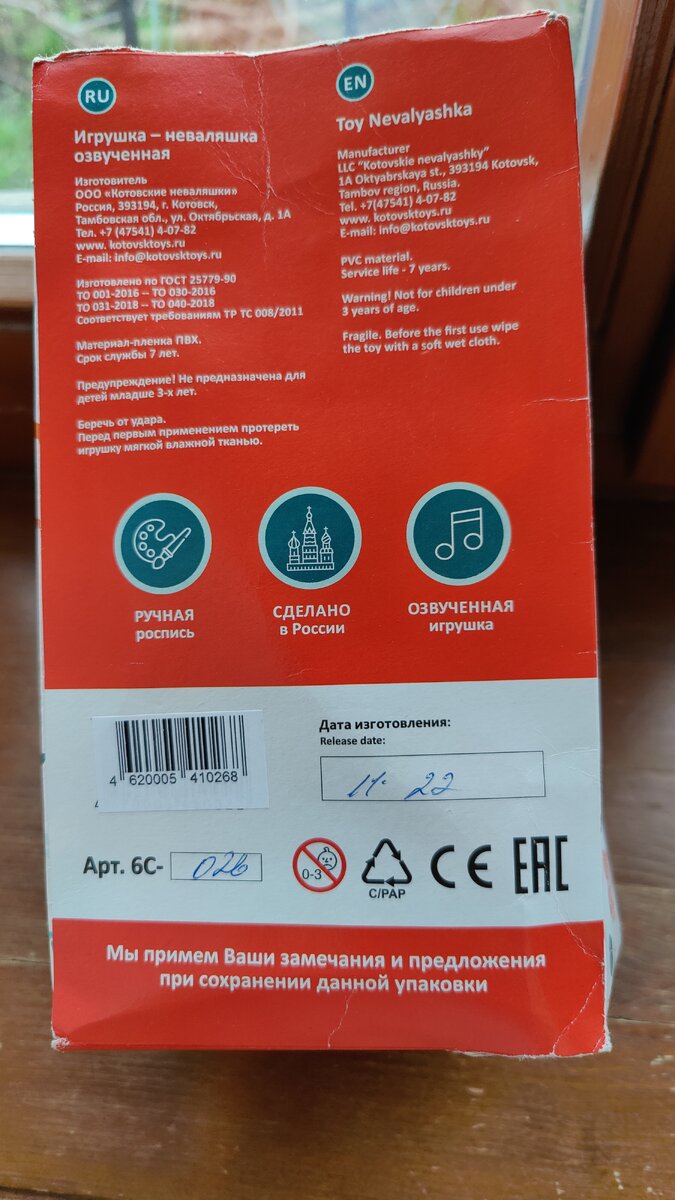 RU
Игрушка – неваляшка
озвученная
Изготовитель
ООО «Котовские неваляшки»
Россия, 393194, г. Котовск,
Тамбовская обл., ул. Октябрьская, д. 1А
Тел. +7 (47541) 4-07-82
www. kotovsktoys.ru
E-mail: info@kotovsktoys.ru
Изготовлено по ГОСТ 25779-90
ТО 001-2016 -- ТО 030-2016
ТО 031-2018 -- ТО 040-2018
Соответствует требованиям ТР ТС 008/2011
Материал-пленка ПВХ.
Срок службы 7 лет.
Предупреждение! Не предназначена для
детей младше 3-х лет.
Беречь от удара.
Перед первым применением протереть
игрушку мягкой влажной тканью.
EN
Toy Nevalyashka
Manufacturer
LLC "Kotovskie nevalyashky"
1A Oktyabrskaya st., 394194 Kotovsk,
Tambov region, Russia.
Tel. +7(47541) 4-07-82
www. kotovsktoys.ru
E-mail: info@kotovsktoys.ru
PVC material.
Service life - 7 years.
Warning! Not for children under
3 years of age.
Fragile. Before the first use wipe
the toy with a soft wet cloth.
РУЧНАЯ
роспись
СДЕЛАНО
в России
ОЗВУЧЕННАЯ
игрушка
4 620005 410268
Дата изготовления:
Release date:
11. 22
Арт. 6С- 026
0-3
C/PAP
CE
EAC
Мы примем Ваши замечания и предложения
при сохранении данной упаковки